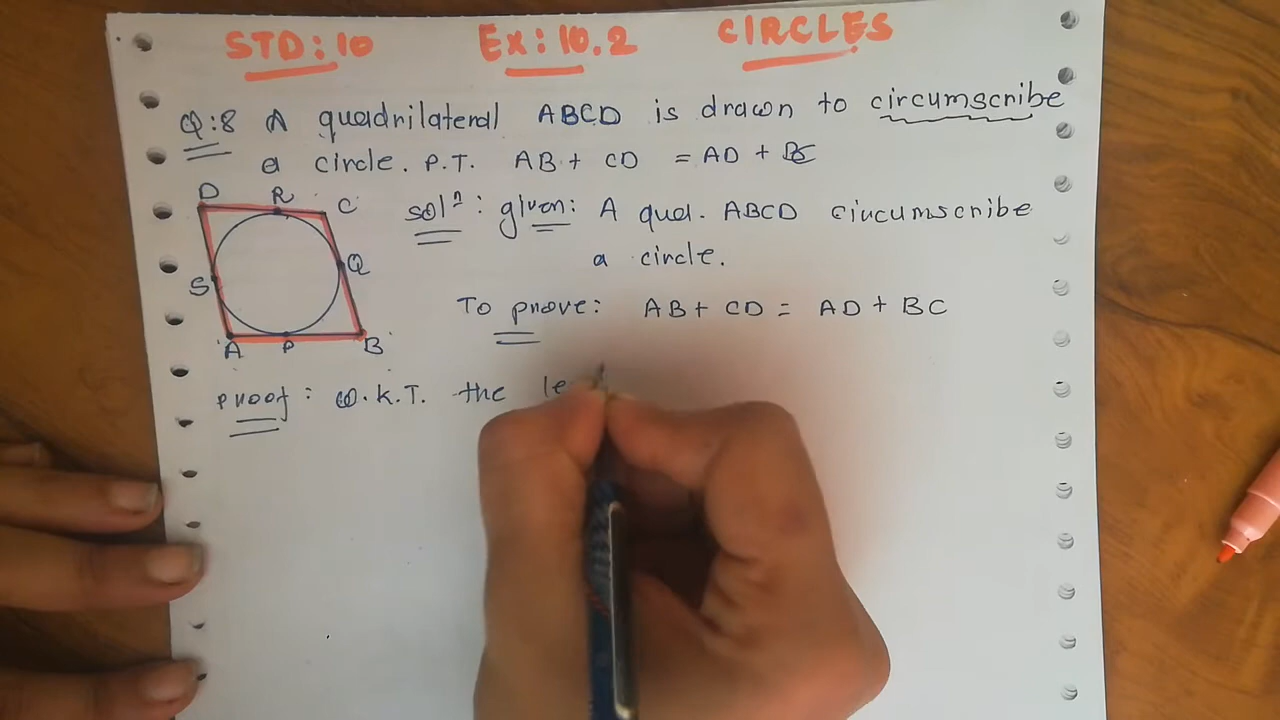 STD: 10 Ex: 10.2 CIRCLES
Q:8 A quadrilateral ABCD is drawn to circumscribe
a circle. P.T. AB + CD = AD + BC
D R C
sol?: given: A qud. ABCD circumscribe
a circle.
S Q
To prove: AB + CD = AD + BC
A P B
proof: w.k.T. the le